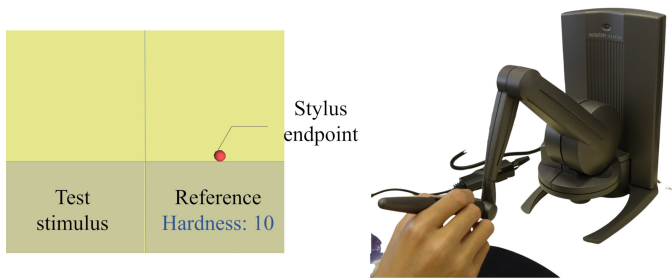 Stylus
endpoint
Test
stimulus
Reference
Hardness: 10